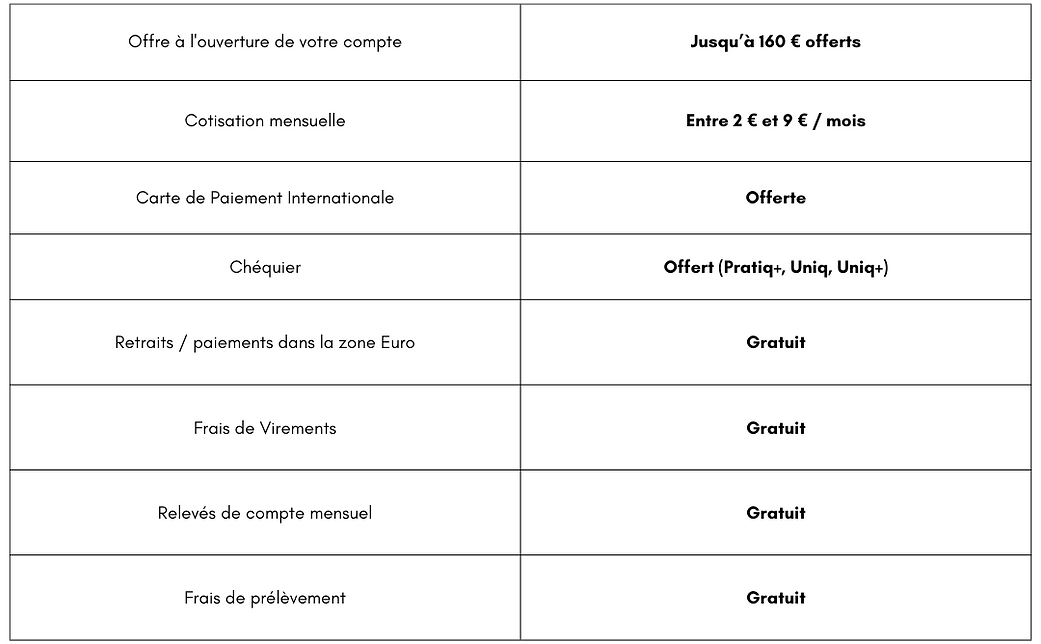 Offre à l'ouverture de votre compte
Jusqu'à 160 € offerts
Cotisation mensuelle
Entre 2 € et 9 € / mois
Carte de Paiement Internationale
Offerte
Chéquier
Offert (Pratiq+, Uniq, Uniq+)
Retraits / paiements dans la zone Euro
Gratuit
Frais de Virements
Gratuit
Relevés de compte mensuel
Gratuit
Frais de prélèvement
Gratuit